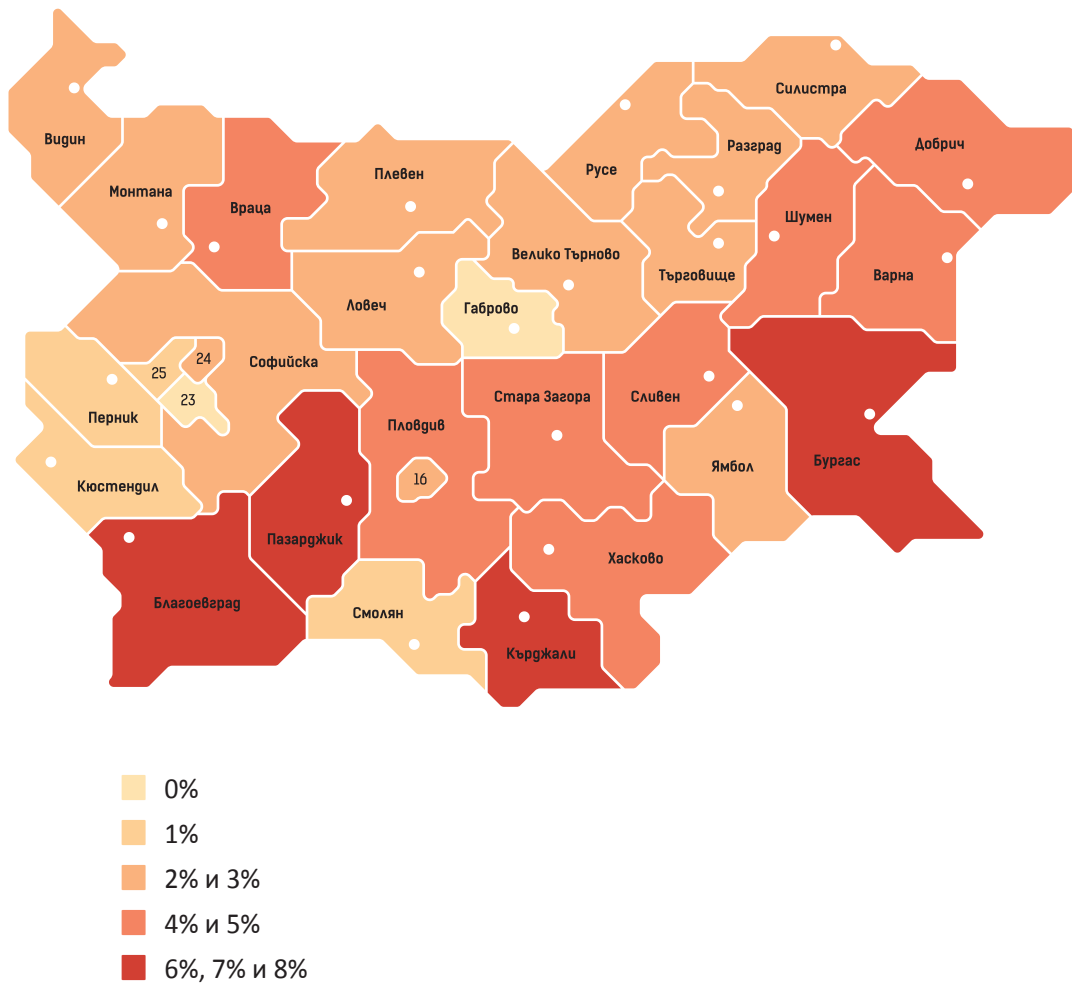 Силистра
Видин
Добрич
Разград
Плевен
Русе
Монтана
Враца
Шумен
Велико Търново
Търговище
Варна
Ловеч
Габрово
24
Софийска
25
23
Стара Загора
Сливен
Перник
Пловдив
Бургас
Ямбол
16
Кюстендил
Пазарджик
Хасково
Благоевград
Смолян
Кърджали
0%
1%
2% и 3%
4% и 5%
6%, 7% и 8%